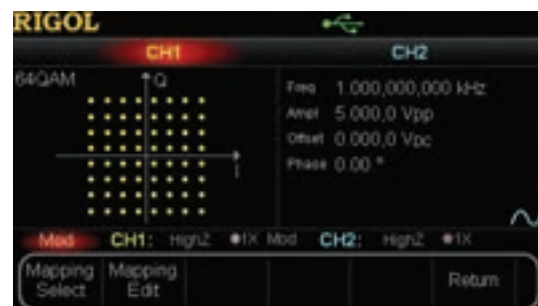 RIGOL
CH1 CH2
64QAM Q
Freq 1.000,000,000 kHz
Ampl 5.000,0 Vpp
Offset 0.000,0 VDC
Phase 0.00 °
I
Mod CH1: HighZ 1X Mod CH2: HighZ 1X
Mapping Select Mapping Edit Return